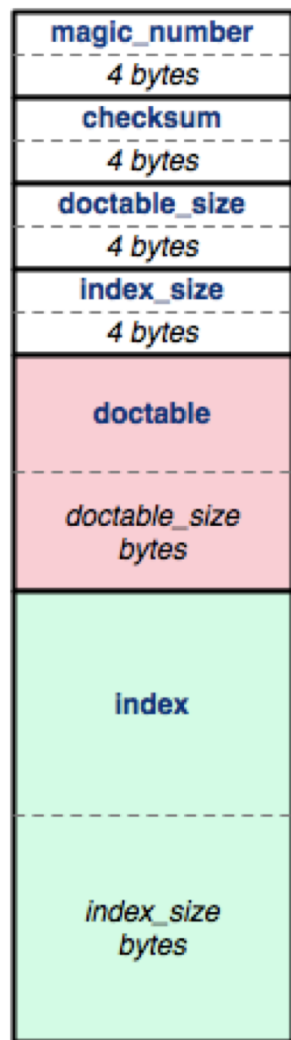 magic_number
4 bytes
checksum
4 bytes
doctable_size
4 bytes
index_size
4 bytes
doctable
doctable_size
bytes
index
index_size
bytes